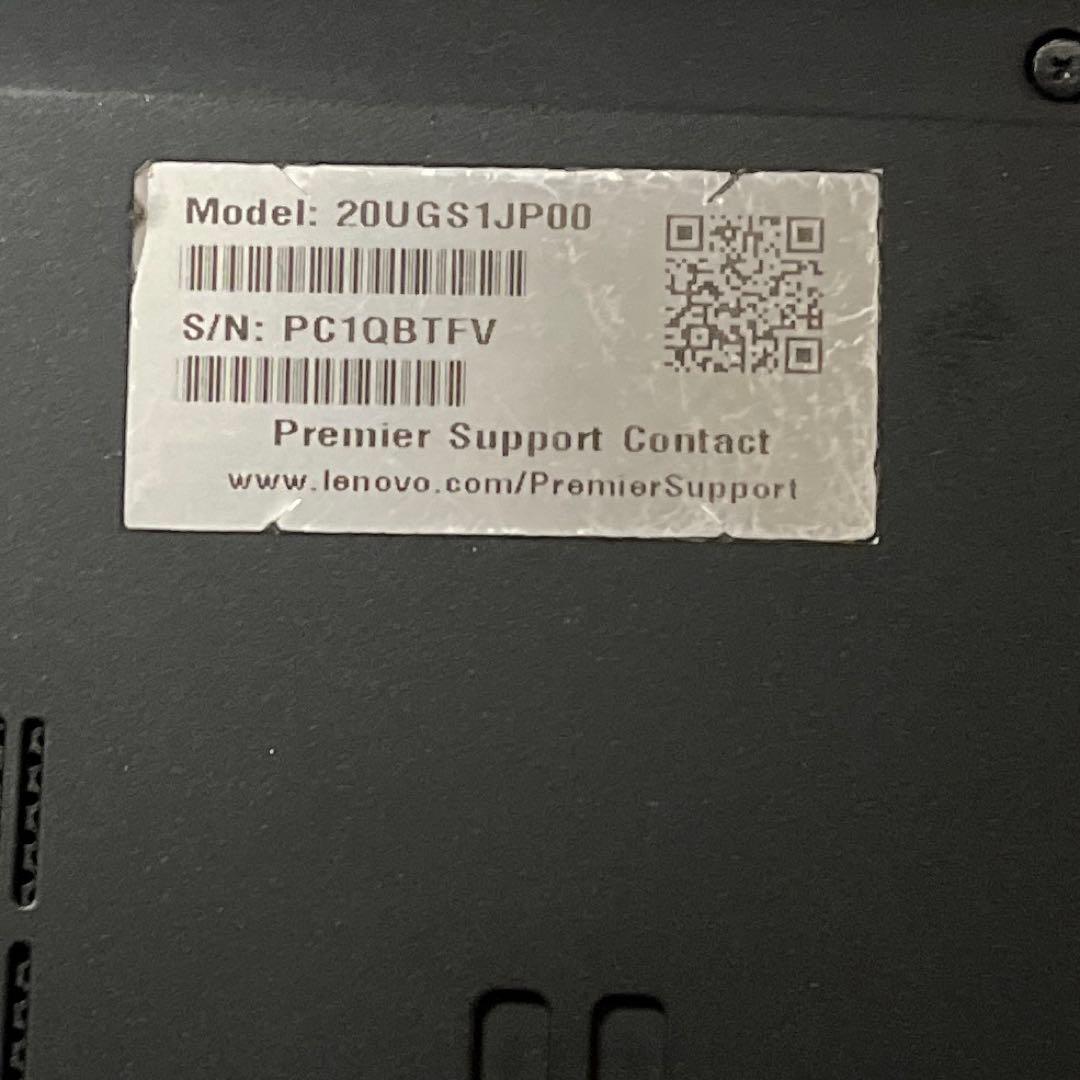 Model: 20UGS1JP00
S/N: PC1QBTFV
Premier Support Contact
www.lenovo.com/PremierSupport